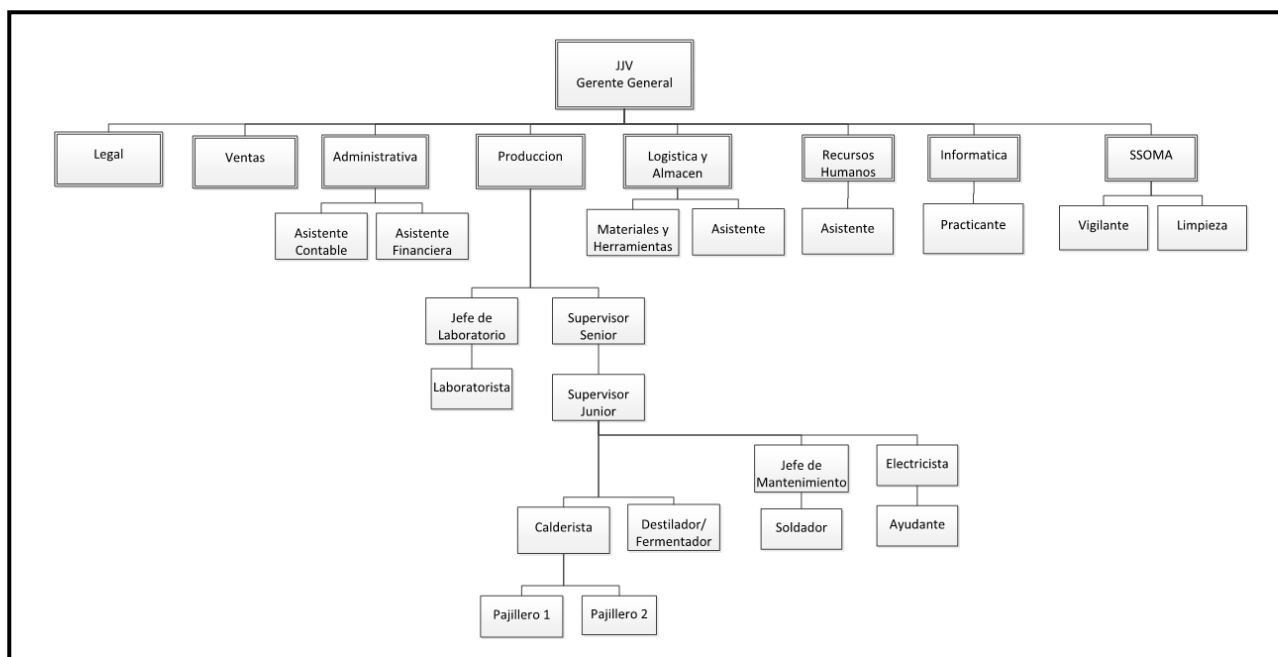 JJV
Gerente General
Legal
Ventas
Administrativa
Produccion
Logistica y
Almacen
Recursos
Humanos
Informatica
SSOMA
Asistente
Contable
Asistente
Financiera
Materiales y
Herramientas
Asistente
Asistente
Practicante
Vigilante
Limpieza
Jefe de
Laboratorio
Supervisor
Senior
Laboratorista
Supervisor
Junior
Jefe de
Mantenimiento
Electricista
Calderista
Destilador/
Fermentador
Soldador
Ayudante
Pajillero 1
Pajillero 2